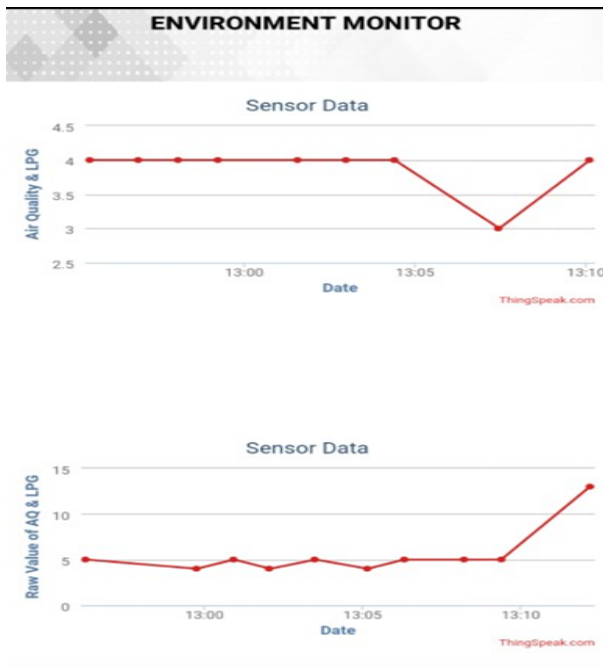 ENVIRONMENT MONITOR
Sensor Data
Air Quality & LPG
4.5
4
3.5
3
2.5
13:00 13:05 13:10
Date
ThingSpeak.com
Sensor Data
Raw Value of AQ & LPG
15
10
5
0
13:00 13:05 13:10
Date
ThingSpeak.com